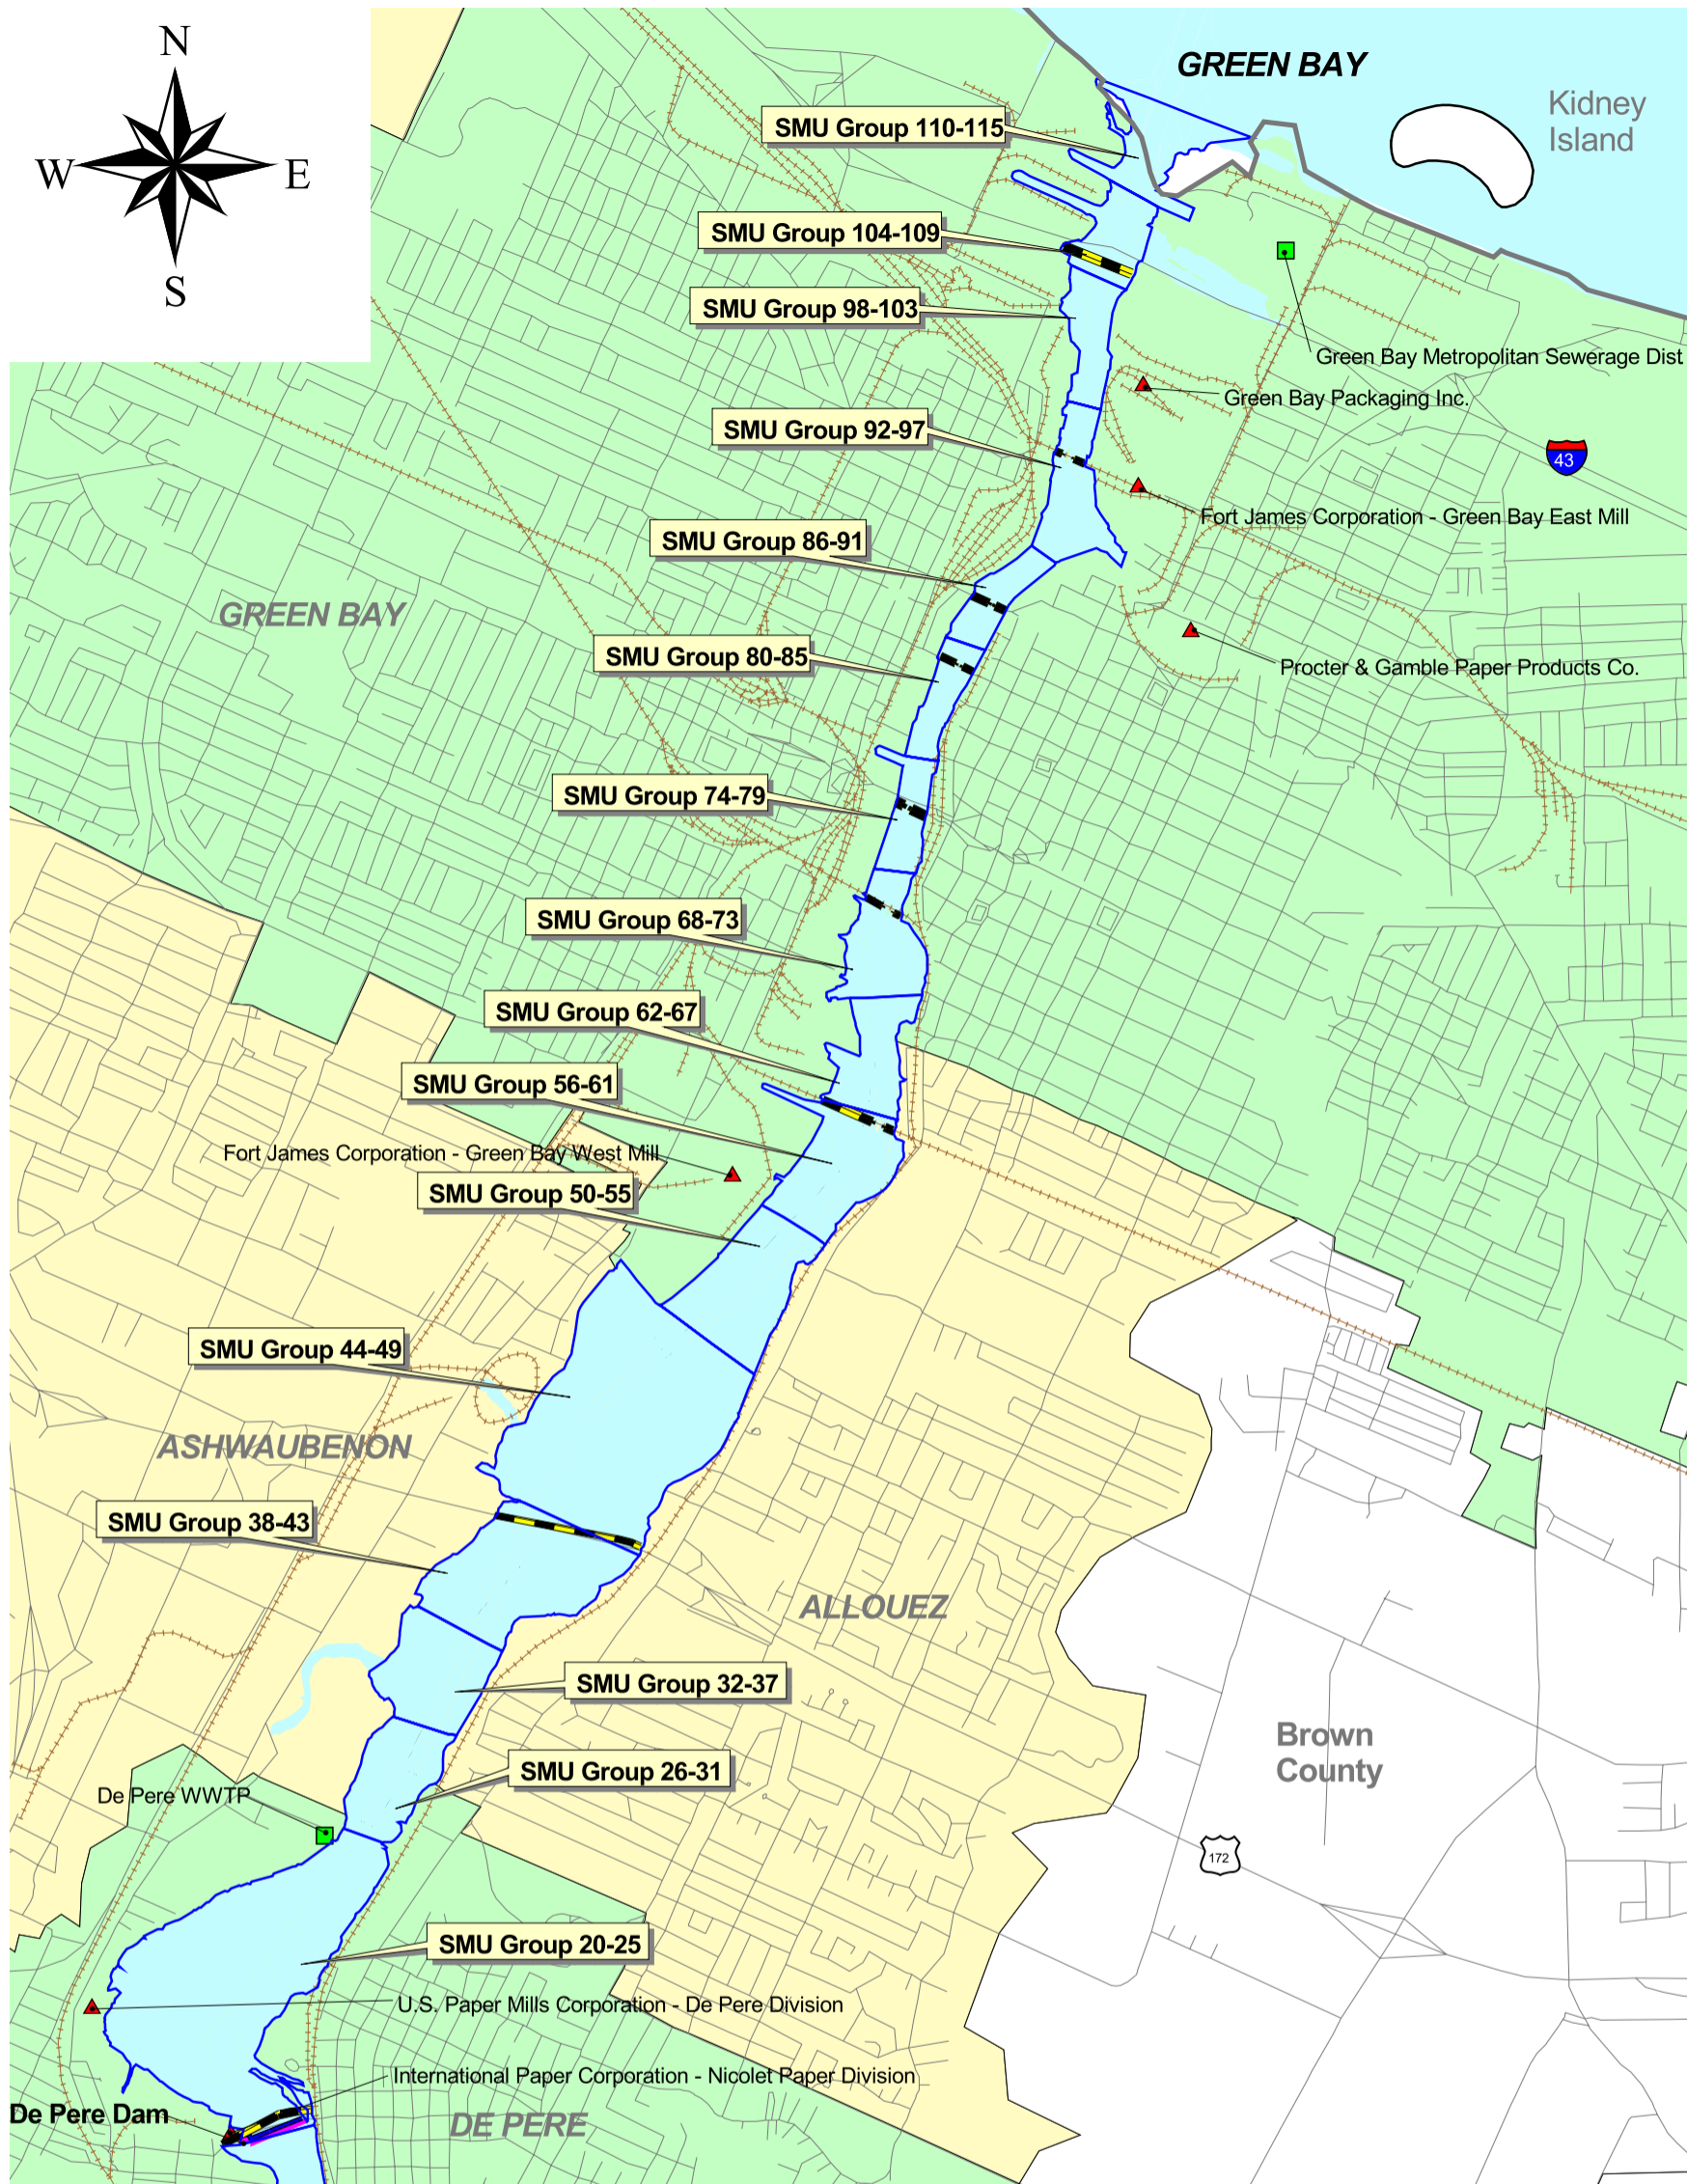 N
GREEN BAY
Kidney
Island
SMU Group 110-115
W
E
SMU Group 104-109
S
SMU Group 98-103
Green Bay Metropolitan Sewerage Dist
Green Bay Packaging Inc.
SMU Group 92-97
43
Fort James Corporation - Green Bay East Mill
SMU Group 86-91
GREEN BAY
SMU Group 80-85
Procter & Gamble Paper Products Co.
SMU Group 74-79
SMU Group 68-73
SMU Group 62-67
SMU Group 56-61
Fort James Corporation - Green Bay West Mill
SMU Group 50-55
SMU Group 44-49
ASHWAUBENON
SMU Group 38-43
ALLOUEZ
SMU Group 32-37
Brown
County
SMU Group 26-31
De Pere WWTP
172
SMU Group 20-25
U.S. Paper Mills Corporation - De Pere Division
International Paper Corporation - Nicolet Paper Division
De Pere Dam
DE PERE